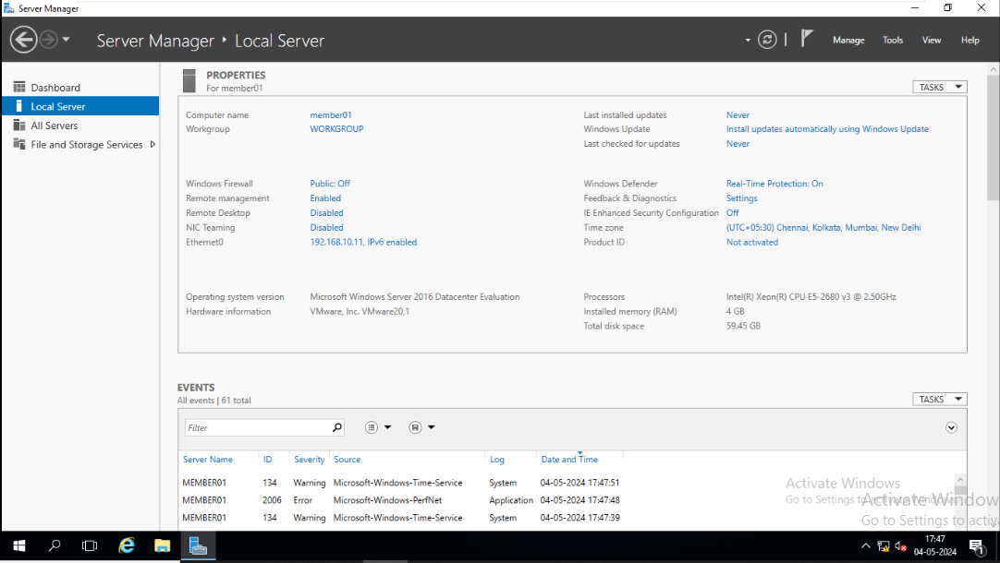 Server Manager
Server Manager ‣ Local Server
Manage Tools View Help
Dashboard
Local Server
All Servers
File and Storage Services
PROPERTIES
For member01
TASKS
Computer name member01
Workgroup WORKGROUP
Last installed updates Never
Windows Update Install updates automatically using Windows Update
Last checked for updates Never
Windows Firewall Public: Off
Remote management Enabled
Remote Desktop Disabled
NIC Teaming Disabled
Ethernet0 192.168.10.11, IPv6 enabled
Windows Defender Real-Time Protection: On
Feedback & Diagnostics Settings
IE Enhanced Security Configuration Off
Time zone (UTC+05:30) Chennai, Kolkata, Mumbai, New Delhi
Product ID Not activated
Operating system version Microsoft Windows Server 2016 Datacenter Evaluation
Hardware information VMware, Inc. VMware20,1
Processors Intel(R) Xeon(R) CPU E5-2680 v3 @ 2.50GHz
Installed memory (RAM) 4 GB
Total disk space 59.45 GB
EVENTS
All events | 61 total
TASKS
Filter
Server Name ID Severity Source Log Date and Time
MEMBER01 134 Warning Microsoft-Windows-Time-Service System 04-05-2024 17:47:51
MEMBER01 2006 Error Microsoft-Windows-PerfNet Application 04-05-2024 17:47:48
MEMBER01 134 Warning Microsoft-Windows-Time-Service System 04-05-2024 17:47:39
Activate Windows
Go to Settings to
Activate Window
Go to Settings to activa
17:47
04-05-2024
1